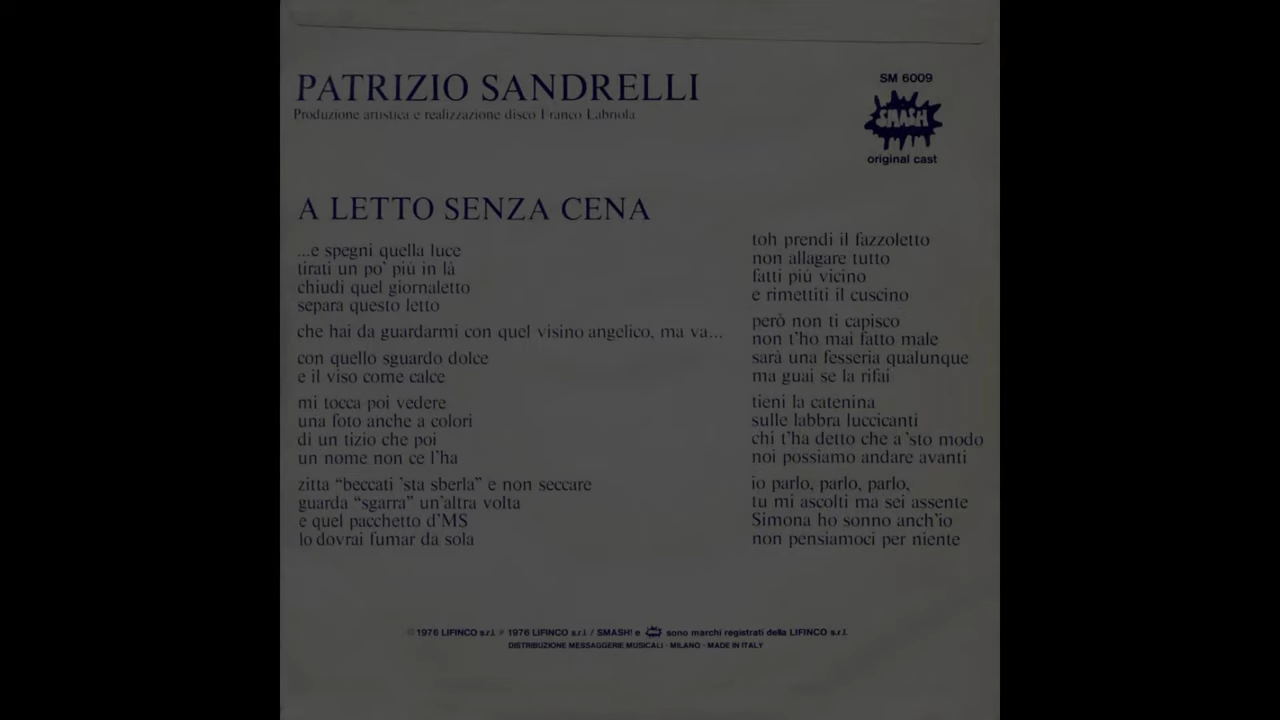 PATRIZIO SANDRELLI
Produzione artistica e realizzazione disco Franco Labriola
SM 6009
SMASH
original cast
A LETTO SENZA CENA
...e spegni quella luce
tirati un po' più in là
chiudi quel giornaletto
separa questo letto
che hai da guardarmi con quel visino angelico, ma va...
con quello sguardo dolce
e il viso come calce
mi tocca poi vedere
una foto anche a colori
di un tizio che poi
un nome non ce l'ha
zitta “beccati 'sta sberla” e non seccare
guarda “sgarra” un'altra volta
e quel pacchetto d'MS
lo dovrai fumar da sola
toh prendi il fazzoletto
non allagare tutto
fatti più vicino
e rimettiti il cuscino
però non ti capisco
non t'ho mai fatto male
sarà una fesseria qualunque
ma guai se la rifai
tieni la catenina
sulle labbra luccicanti
chi t'ha detto che a 'sto modo
noi possiamo andare avanti
io parlo, parlo, parlo,
tu mi ascolti ma sei assente
Simona ho sonno anch'io
non pensiamoci per niente
© 1976 LIFINCO s.r.l. ℗ 1976 LIFINCO s.r.l. / SMASH! e SMASH sono marchi registrati della LIFINCO s.r.l.
DISTRIBUZIONE MESSAGGERIE MUSICALI - MILANO - MADE IN ITALY